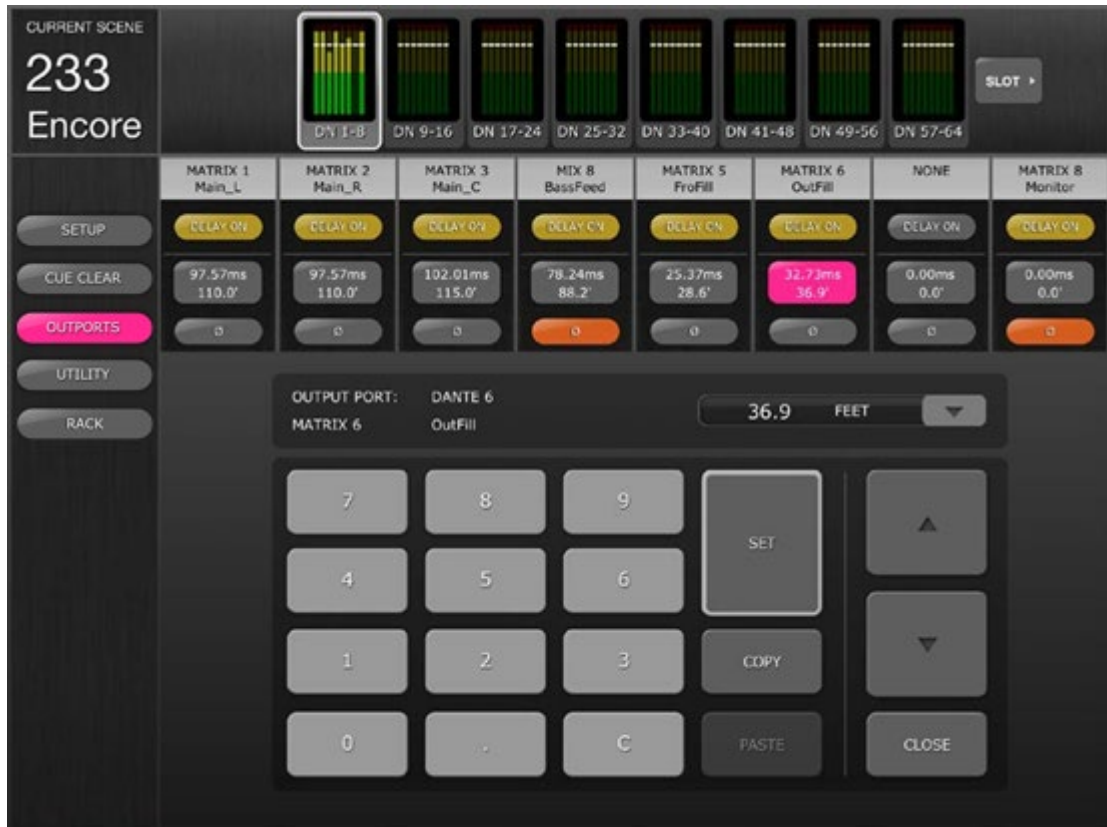 CURRENT SCENE
233
Encore
DN 1-8 DN 9-16 DN 17-24 DN 25-32 DN 33-40 DN 41-48 DN 49-56 DN 57-64
SLOT
MATRIX 1 MATRIX 2 MATRIX 3 MIX 8 MATRIX 5 MATRIX 6 NONE MATRIX 8
Main_L Main_R Main_C BassFeed FroFill OutFill Monitor
SETUP
DELAY ON DELAY ON DELAY ON DELAY ON DELAY ON DELAY ON DELAY ON DELAY ON
CUE CLEAR
97.57ms 97.57ms 102.01ms 78.24ms 25.37ms 32.73ms 0.00ms 0.00ms
110.0' 110.0' 115.0' 88.2' 28.6' 36.9' 0.0' 0.0'
OUTPORTS
Ø Ø Ø Ø Ø Ø Ø Ø
UTILITY
RACK
OUTPUT PORT: DANTE 6
MATRIX 6 OutFill
36.9 FEET
7 8 9
SET
4 5 6
1 2 3 COPY
0 . C PASTE CLOSE